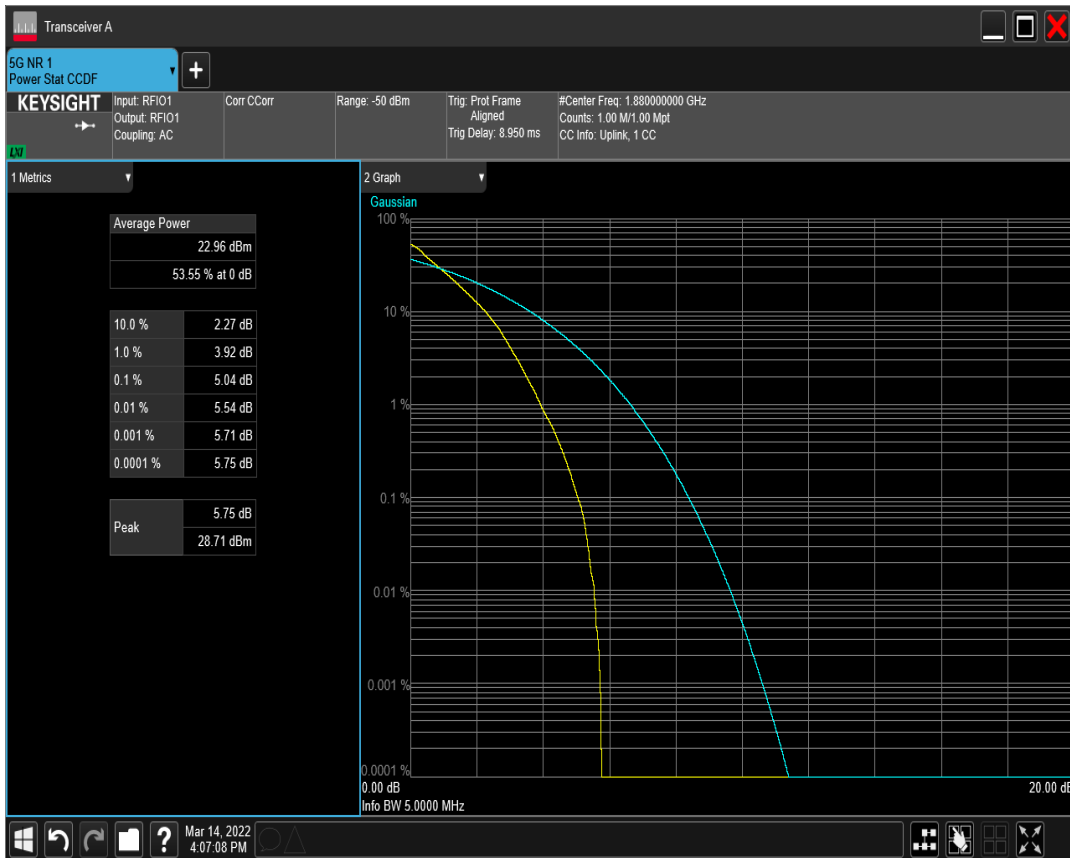 Transceiver A
5G NR 1
Power Stat CCDF
+
KEYSIGHT
LXI
Input: RFIO1
Output: RFIO1
Coupling: AC
Corr CCorr
Range: -50 dBm
Trig: Prot Frame
Aligned
Trig Delay: 8.950 ms
#Center Freq: 1.880000000 GHz
Counts: 1.00 M/1.00 Mpt
CC Info: Uplink, 1 CC
1 Metrics
Average Power
22.96 dBm
53.55 % at 0 dB
10.0 % 2.27 dB
1.0 % 3.92 dB
0.1 % 5.04 dB
0.01 % 5.54 dB
0.001 % 5.71 dB
0.0001 % 5.75 dB
Peak
5.75 dB
28.71 dBm
2 Graph
Gaussian
100 %
10 %
1 %
0.1 %
0.01 %
0.001 %
0.0001 %
0.00 dB 20.00 dB
Info BW 5.0000 MHz
?
Mar 14, 2022
4:07:08 PM